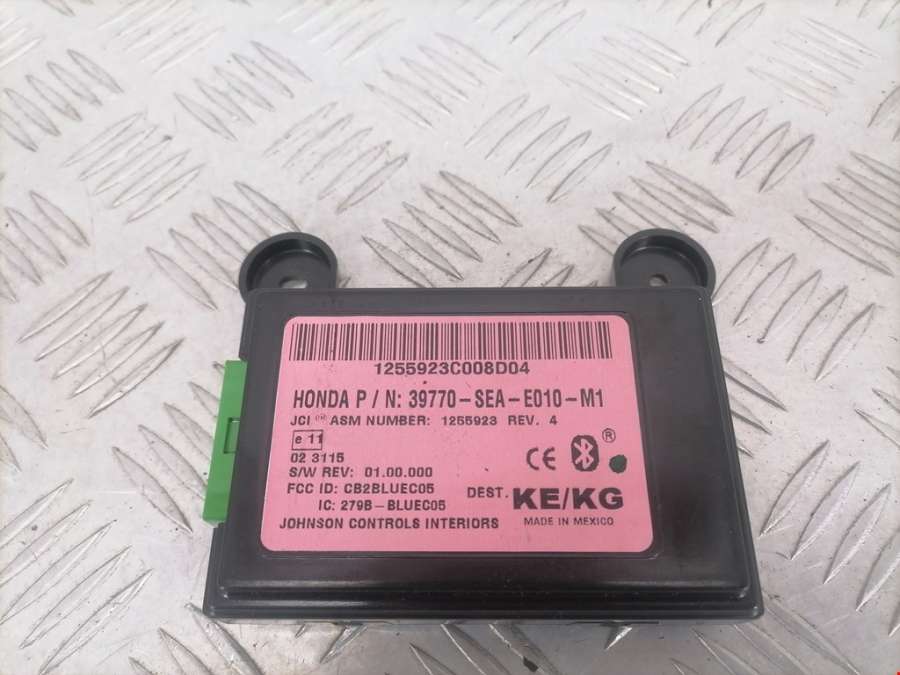 1255923C008D04
HONDA P / N: 39770-SEA-E010-M1
JCI ASM NUMBER: 1255923 REV. 4
e 11
02 3115
S/W REV: 01.00.000
FCC ID: CB2BLUEC05
IC: 279B-BLUEC05
JOHNSON CONTROLS INTERIORS
CE ®
DEST. KE/KG
MADE IN MEXICO